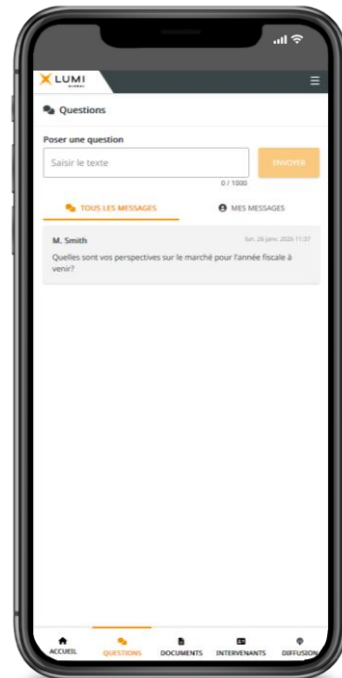 LUMI
GLOBAL
Questions
Poser une question
Saisir le texte
ENVOYER
0 / 1000
TOUS LES MESSAGES
MES MESSAGES
M. Smith
lun. 26 janv. 2026 11:37
Quelles sont vos perspectives sur le marché pour l'année fiscale à
venir?
ACCUEIL
QUESTIONS
DOCUMENTS
INTERVENANTS
DIFFUSION